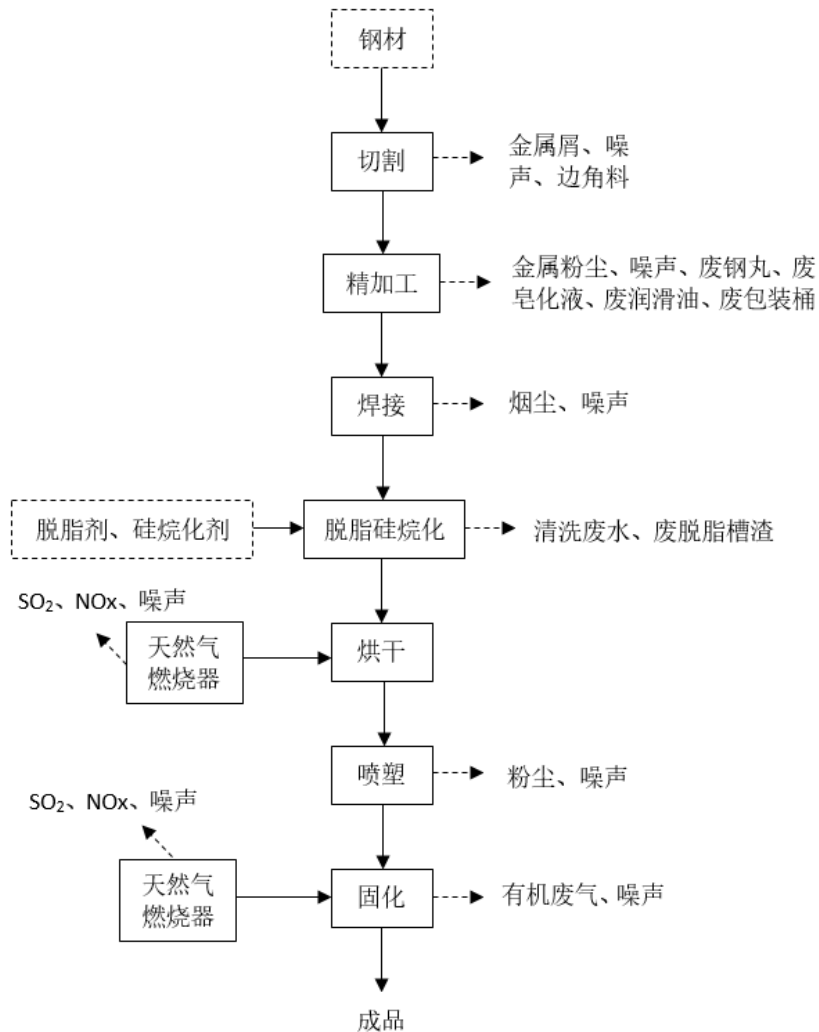 钢材
切割
金属屑、噪
声、边角料
精加工
金属粉尘、噪声、废钢丸、废
皂化液、废润滑油、废包装桶
焊接
烟尘、噪声
脱脂剂、硅烷化剂
脱脂硅烷化
清洗废水、废脱脂槽渣
SO₂、NOx、噪声
天然气
燃烧器
烘干
喷塑
粉尘、噪声
SO₂、NOx、噪声
天然气
燃烧器
固化
有机废气、噪声
成品